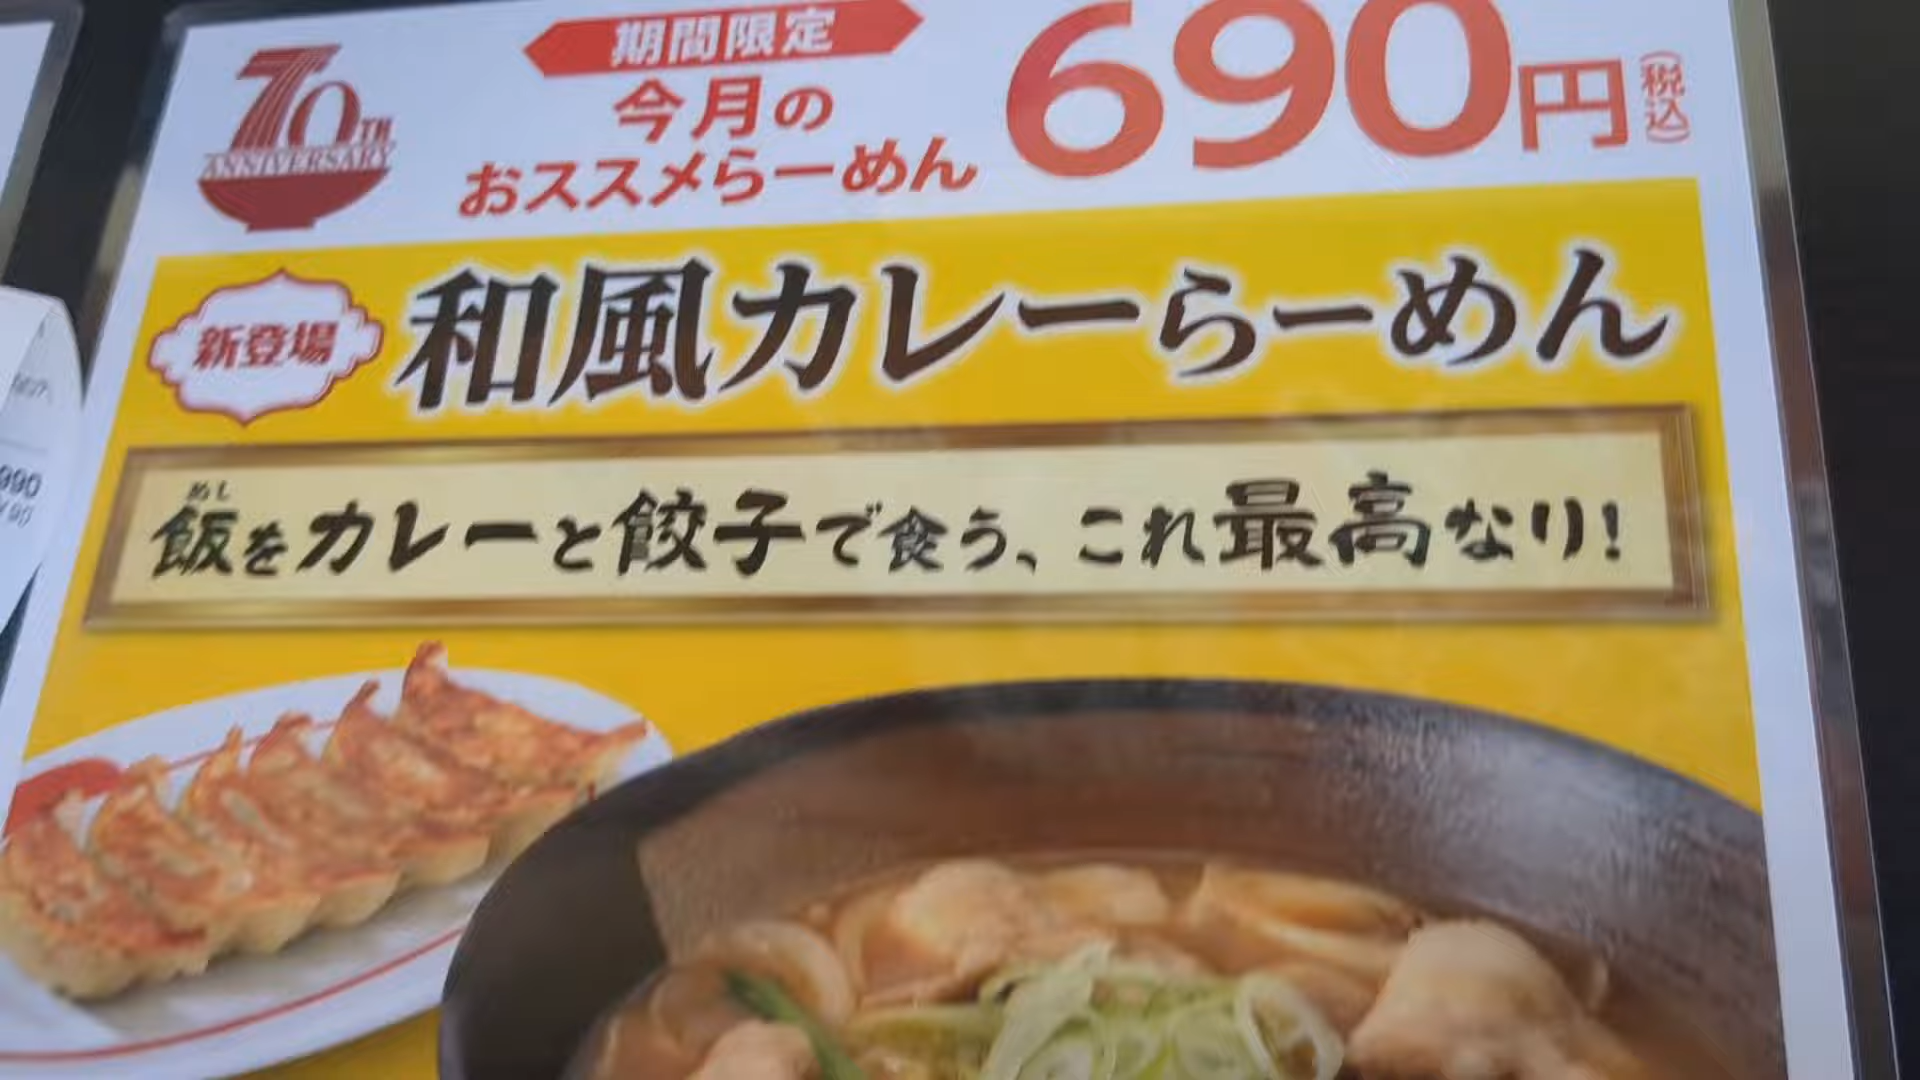 70TH
ANNIVERSARY
期間限定
今月の
おススメらーめん
690円(税込)
新登場
和風カレーらーめん
めし
飯をカレーと餃子で食う、これ最高なり!
990